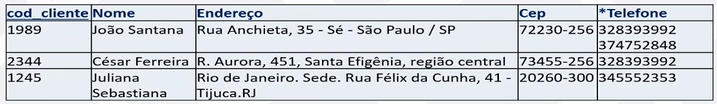 cod_cliente Nome Endereço Cep *Telefone
1989 João Santana Rua Anchieta, 35 - Sé - São Paulo / SP 72230-256 328393992
374752848
2344 César Ferreira R. Aurora, 451, Santa Efigênia, região central 73455-256 328393992
1245 Juliana Rio de Janeiro. Sede. Rua Félix da Cunha, 41 - 20260-300 345552353
Sebastiana Tijuca.RJ